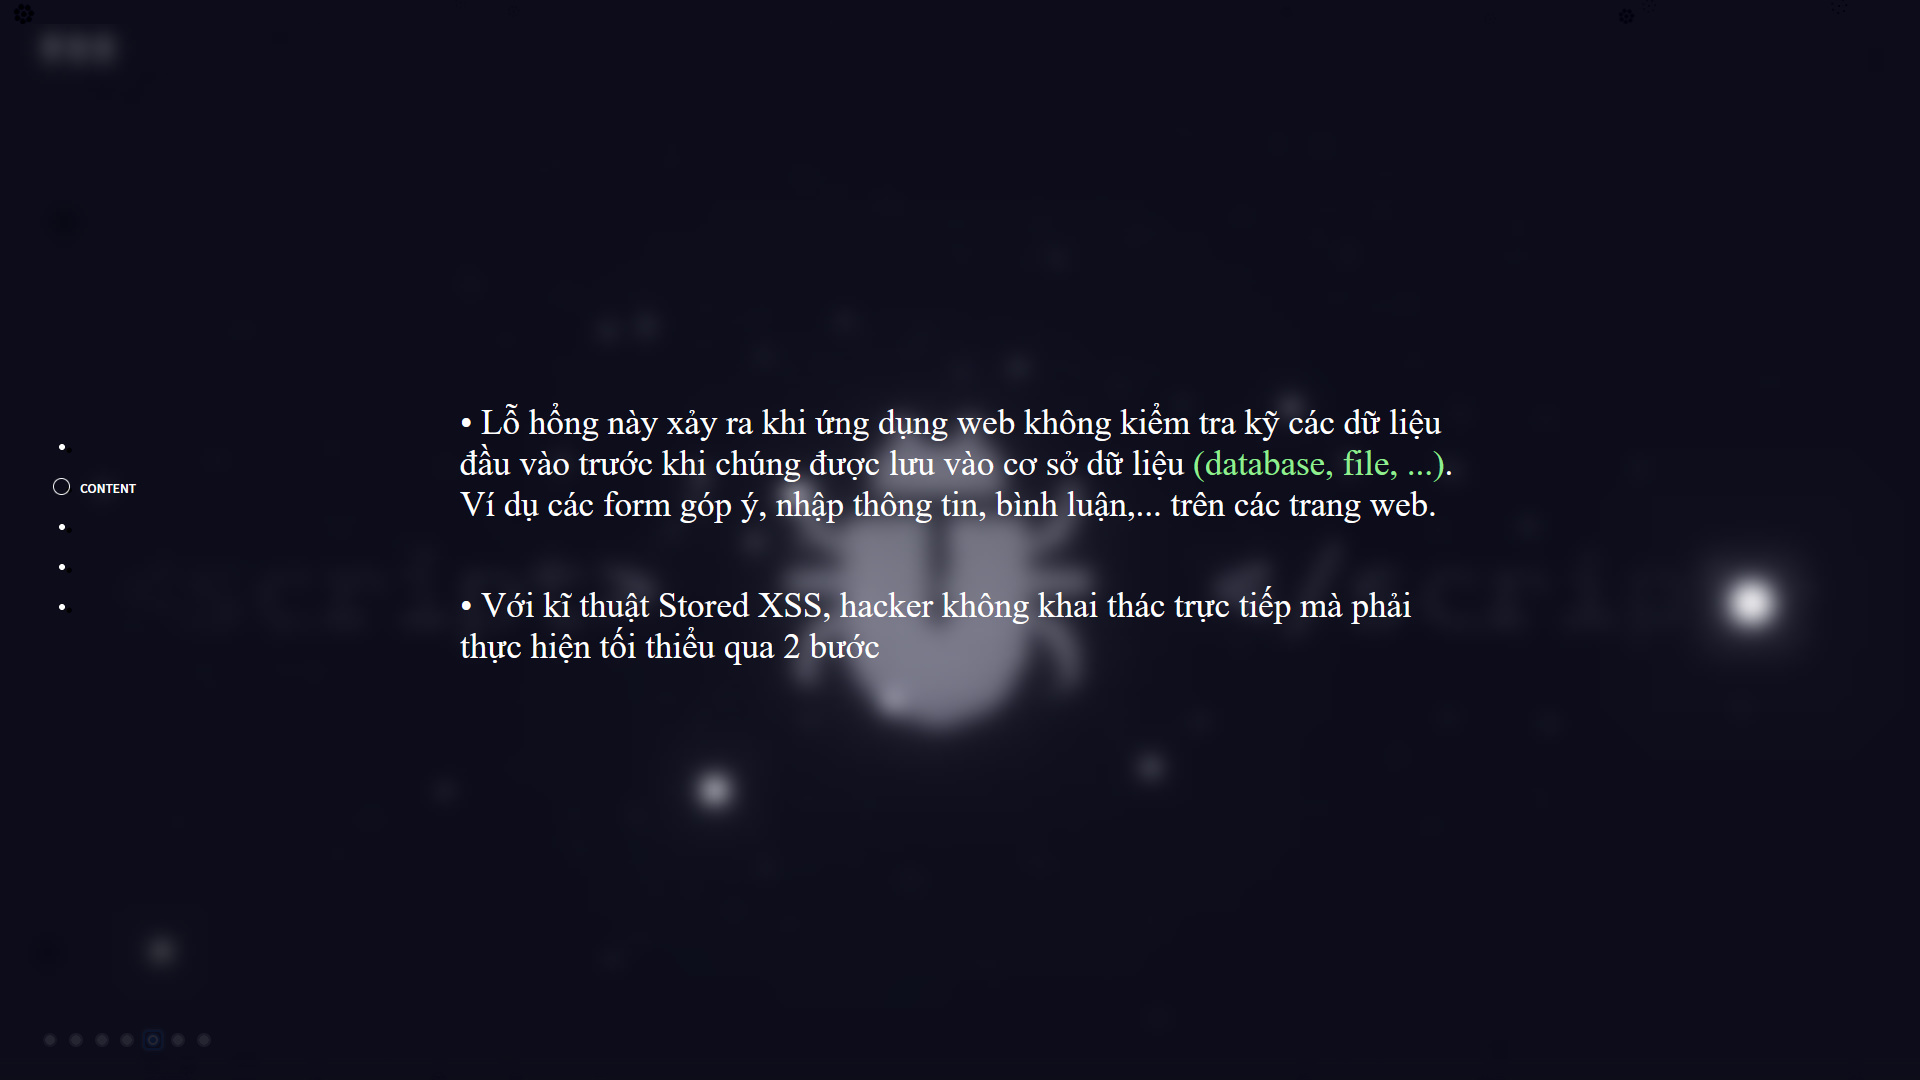 • Lỗ hổng này xảy ra khi ứng dụng web không kiểm tra kỹ các dữ liệu
đầu vào trước khi chúng được lưu vào cơ sở dữ liệu (database, file, ...).
Ví dụ các form góp ý, nhập thông tin, bình luận,... trên các trang web.
CONTENT
• Với kĩ thuật Stored XSS, hacker không khai thác trực tiếp mà phải
thực hiện tối thiểu qua 2 bước